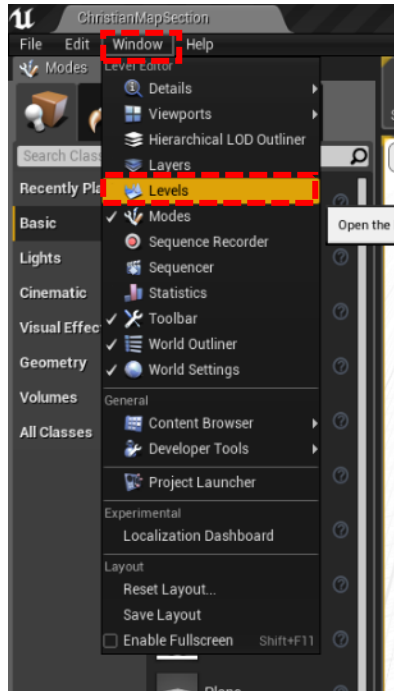 ChristianMapSection
File Edit Window Help
Modes
Level Editor
Details
Viewports
Hierarchical LOD Outliner
Search Class
Layers
Recently Pla
Levels
Basic
Modes
Open the
Sequence Recorder
Lights
Sequencer
Cinematic
Statistics
Visual Effec
Toolbar
World Outliner
Geometry
World Settings
Volumes
General
Content Browser
All Classes
Developer Tools
Project Launcher
Experimental
Localization Dashboard
Layout
Reset Layout...
Save Layout
Enable Fullscreen Shift+F11